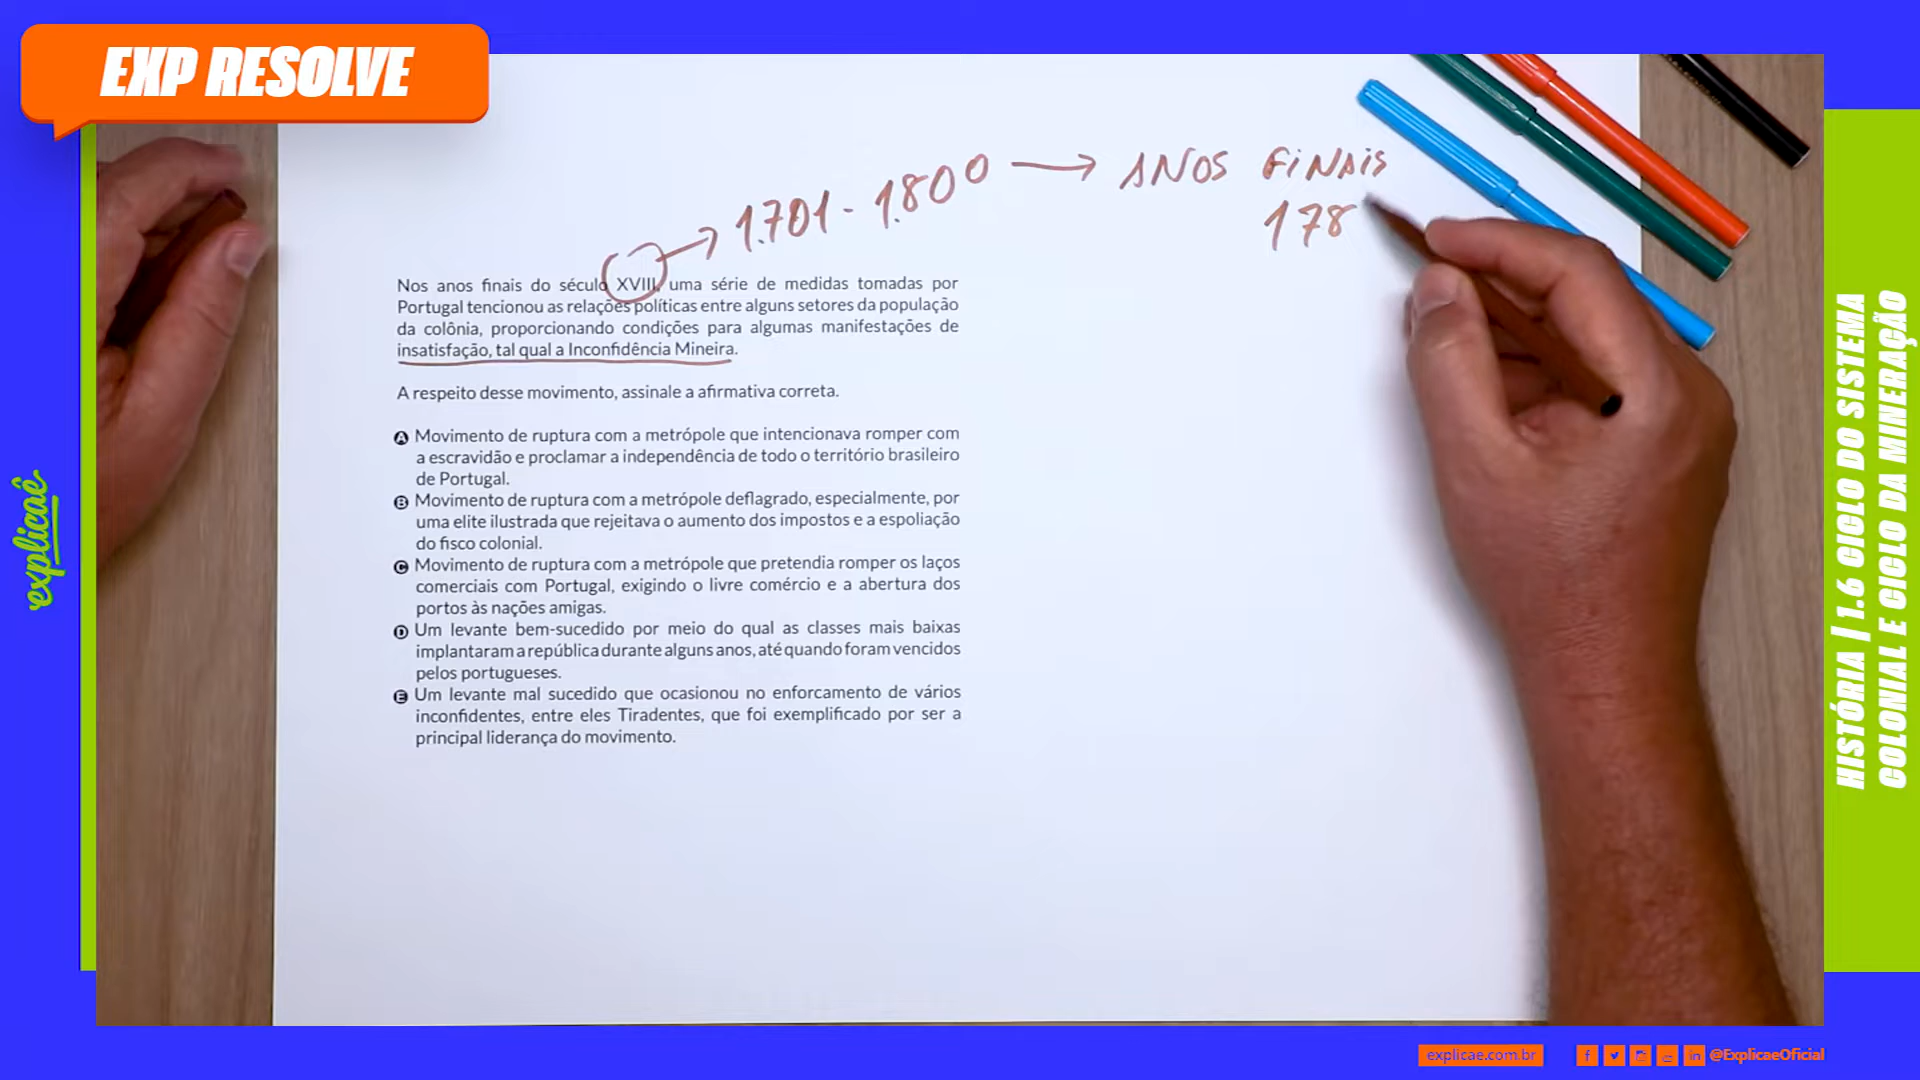 EXP RESOLVE
1.701 - 1.800 → ANOS FINAIS
178
Nos anos finais do século XVIII, uma série de medidas tomadas por
Portugal tencionou as relações políticas entre alguns setores da população
da colônia, proporcionando condições para algumas manifestações de
insatisfação, tal qual a Inconfidência Mineira.
A respeito desse movimento, assinale a afirmativa correta.
A Movimento de ruptura com a metrópole que intencionava romper com
a escravidão e proclamar a independência de todo o território brasileiro
de Portugal.
B Movimento de ruptura com a metrópole deflagrado, especialmente, por
uma elite ilustrada que rejeitava o aumento dos impostos e a espoliação
do fisco colonial.
C Movimento de ruptura com a metrópole que pretendia romper os laços
comerciais com Portugal, exigindo o livre comércio e a abertura dos
portos às nações amigas.
D Um levante bem-sucedido por meio do qual as classes mais baixas
implantaram a república durante alguns anos, até quando foram vencidos
pelos portugueses.
E Um levante mal sucedido que ocasionou no enforcamento de vários
inconfidentes, entre eles Tiradentes, que foi exemplificado por ser a
principal liderança do movimento.
explicaê
HISTÓRIA | 1.6 CICLO DO SISTEMA
COLONIAL E CICLO DA MINERAÇÃO
explicae.com.br
@ExplicaeOficial